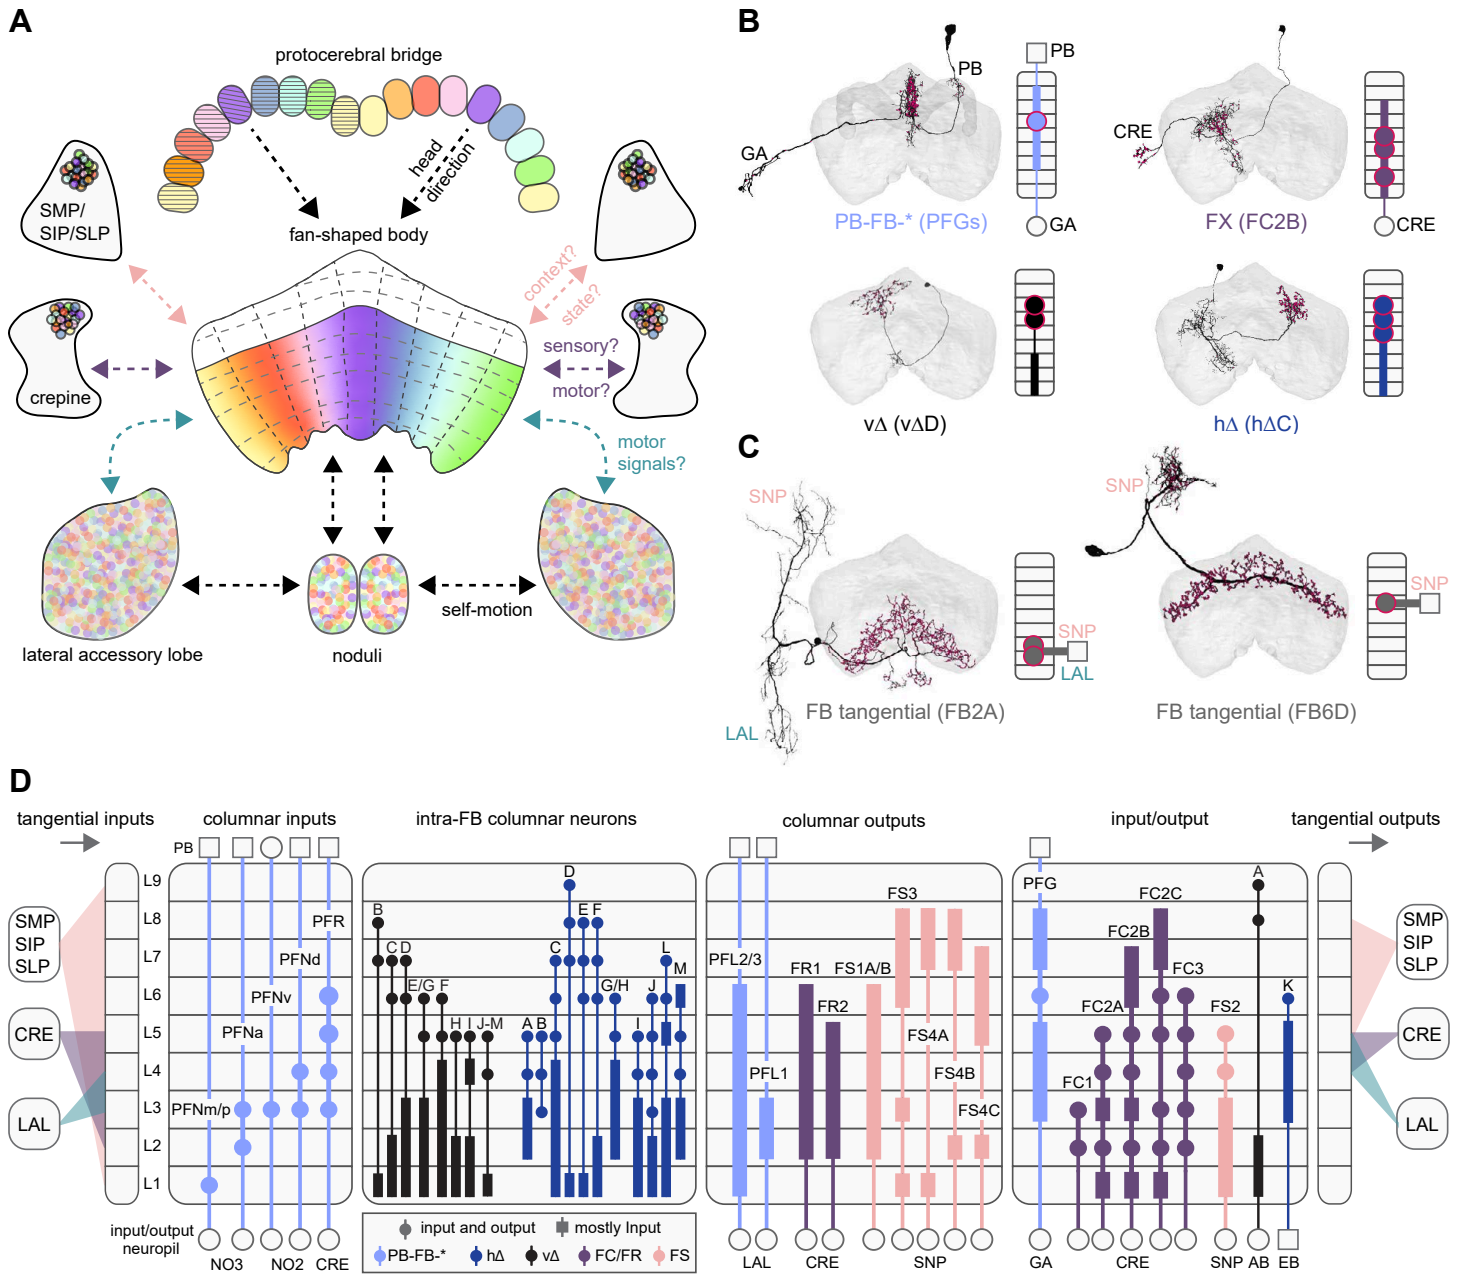 A
protocerebral bridge
head
direction
SMP/
SIP/SLP
fan-shaped body
context?
state?
sensory?
motor?
crepine
motor
signals?
self-motion
lateral accessory lobe
noduli
B
PB
GA
PB
GA
PB-FB-* (PFGs)
CRE
CRE
FX (FC2B)
vΔ (vΔD)
hΔ (hΔC)
C
SNP
LAL
SNP
LAL
FB tangential (FB2A)
SNP
SNP
FB tangential (FB6D)
D
tangential inputs
columnar inputs
intra-FB columnar neurons
columnar outputs
input/output
tangential outputs
PB
SMP
SIP
SLP
CRE
LAL
L9
L8
L7
L6
L5
L4
L3
L2
L1
PFR
PFNd
PFNv
PFNa
PFNm/p
input/output
neuropil
NO3
NO2
CRE
B
C
D
E/G
F
H
I
J-M
A
B
C
D
E
F
G/H
I
J
L
M
input and output
mostly Input
PB-FB-*
hΔ
vΔ
FC/FR
FS
PFL2/3
PFL1
FR1
FR2
FS1A/B
FS3
FS4A
FS4B
FS4C
LAL
CRE
SNP
PFG
FC1
FC2A
FC2B
FC2C
FC3
FS2
A
K
GA
CRE
SNP
AB
EB
SMP
SIP
SLP
CRE
LAL